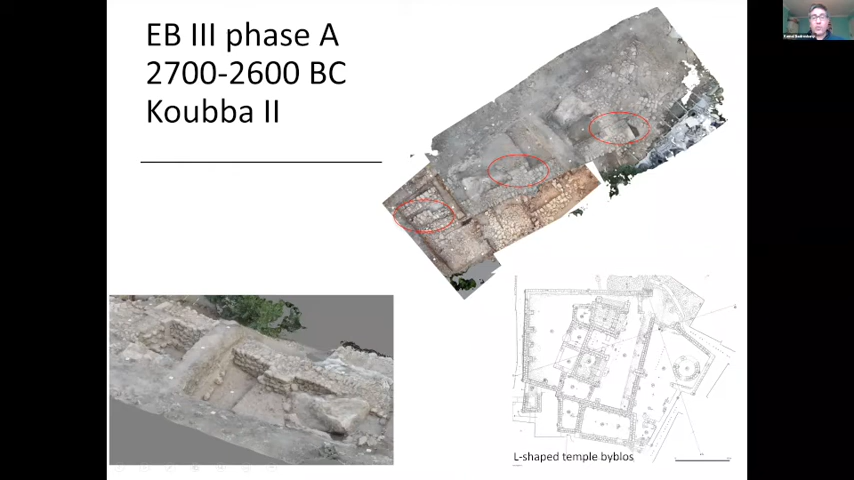 EB III phase A
2700-2600 BC
Koubba II
L-shaped temple byblos